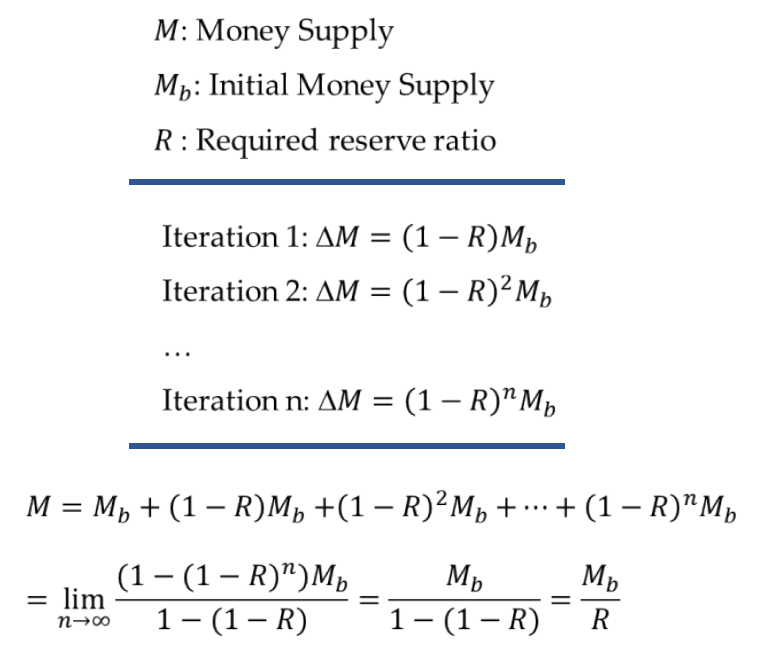 M: Money Supply
M_b: Initial Money Supply
R : Required reserve ratio
Iteration 1: ΔM = (1 − R)M_b
Iteration 2: ΔM = (1 − R)^2 M_b
…
Iteration n: ΔM = (1 − R)^n M_b
M = M_b + (1 − R)M_b +(1 − R)^2 M_b + ⋯ + (1 − R)^n M_b
= lim_{n→∞} (1 − (1 − R)^n)M_b / 1 − (1 − R) = M_b / 1 − (1 − R) = M_b / R